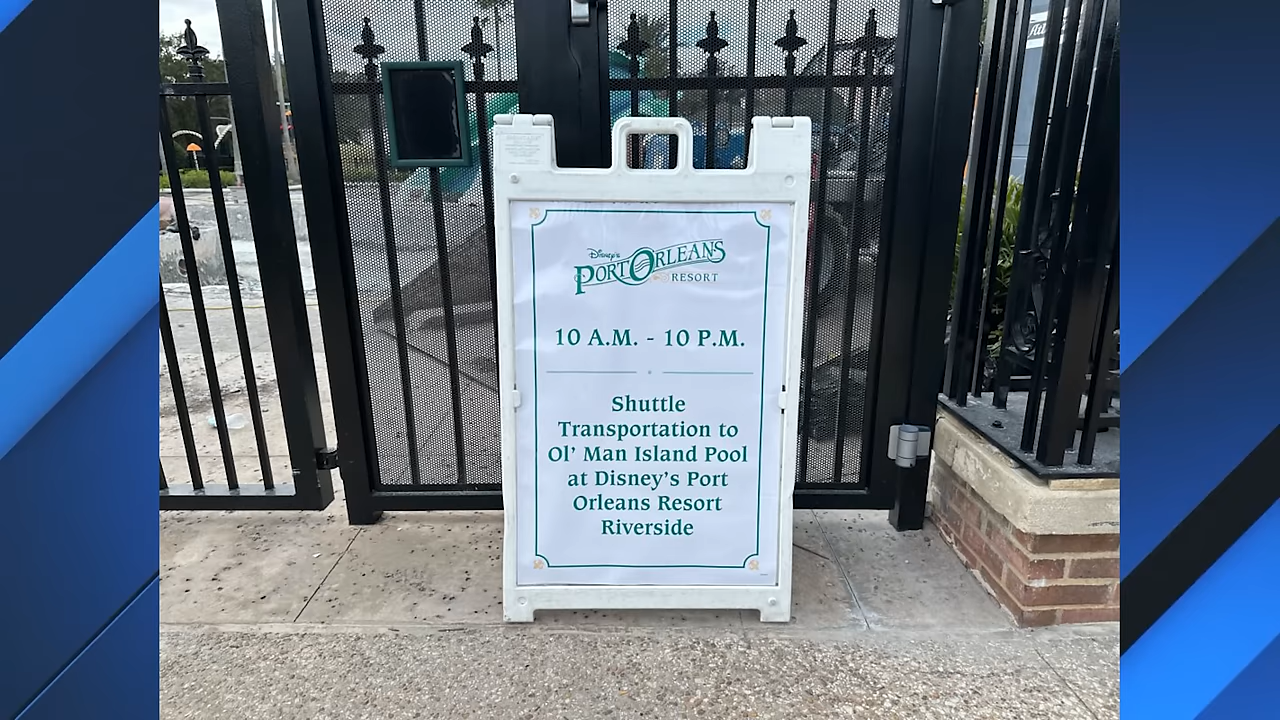 Disney's
PORT ORLEANS
RESORT
10 A.M. - 10 P.M.
Shuttle
Transportation to
Ol' Man Island Pool
at Disney's Port
Orleans Resort
Riverside